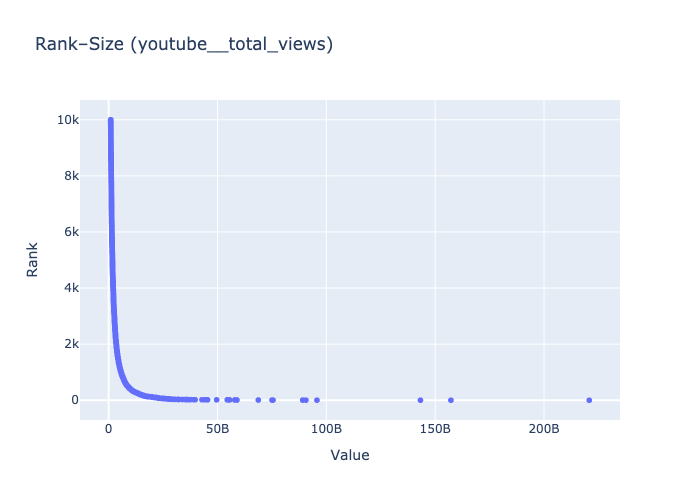 Rank−Size (youtube__total_views)
10k
8k
6k
4k
2k
0
Rank
0
50B
100B
150B
200B
Value